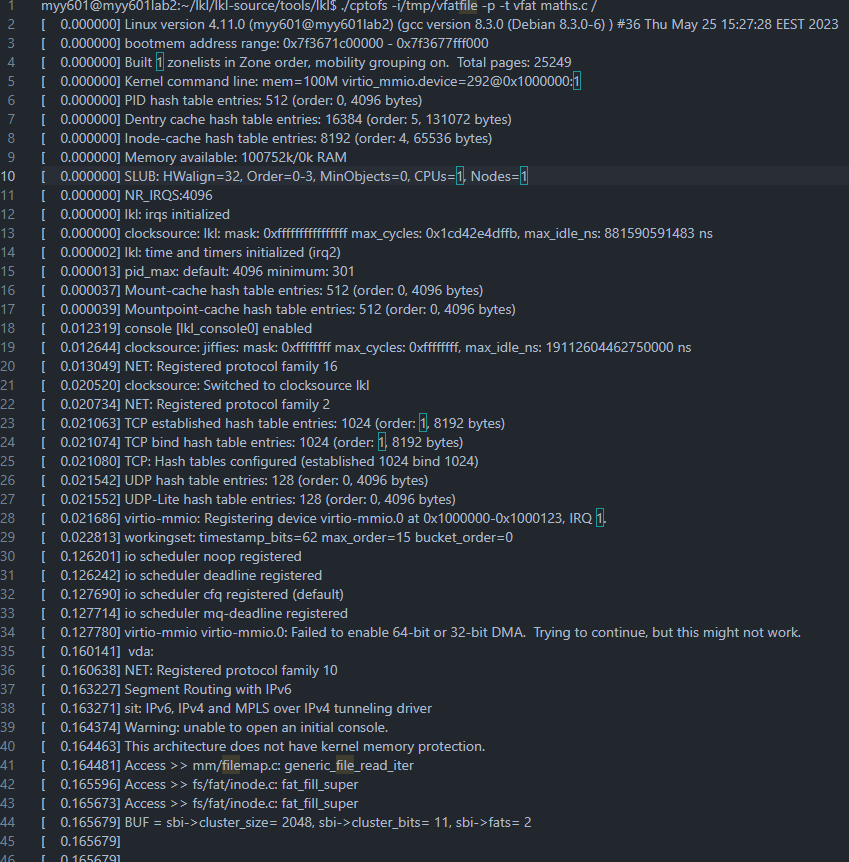 1 myy601@myy601lab2:~/lkl/lkl-source/tools/lkl$ ./cptofs -i/tmp/vfatfile -p -t vfat maths.c /
2 [ 0.000000] Linux version 4.11.0 (myy601@myy601lab2) (gcc version 8.3.0 (Debian 8.3.0-6) ) #36 Thu May 25 15:27:28 EEST 2023
3 [ 0.000000] bootmem address range: 0x7f3671c00000 - 0x7f3677fff000
4 [ 0.000000] Built 1 zonelists in Zone order, mobility grouping on. Total pages: 25249
5 [ 0.000000] Kernel command line: mem=100M virtio_mmio.device=292@0x1000000:1
6 [ 0.000000] PID hash table entries: 512 (order: 0, 4096 bytes)
7 [ 0.000000] Dentry cache hash table entries: 16384 (order: 5, 131072 bytes)
8 [ 0.000000] Inode-cache hash table entries: 8192 (order: 4, 65536 bytes)
9 [ 0.000000] Memory available: 100752k/0k RAM
10 [ 0.000000] SLUB: HWalign=32, Order=0-3, MinObjects=0, CPUs=1, Nodes=1
11 [ 0.000000] NR_IRQS:4096
12 [ 0.000000] lkl: irqs initialized
13 [ 0.000000] clocksource: lkl: mask: 0xffffffffffffffff max_cycles: 0x1cd42e4dffb, max_idle_ns: 881590591483 ns
14 [ 0.000002] lkl: time and timers initialized (irq2)
15 [ 0.000013] pid_max: default: 4096 minimum: 301
16 [ 0.000037] Mount-cache hash table entries: 512 (order: 0, 4096 bytes)
17 [ 0.000039] Mountpoint-cache hash table entries: 512 (order: 0, 4096 bytes)
18 [ 0.012319] console [lkl_console0] enabled
19 [ 0.012644] clocksource: jiffies: mask: 0xffffffff max_cycles: 0xffffffff, max_idle_ns: 19112604462750000 ns
20 [ 0.013049] NET: Registered protocol family 16
21 [ 0.020520] clocksource: Switched to clocksource lkl
22 [ 0.020734] NET: Registered protocol family 2
23 [ 0.021063] TCP established hash table entries: 1024 (order: 1, 8192 bytes)
24 [ 0.021074] TCP bind hash table entries: 1024 (order: 1, 8192 bytes)
25 [ 0.021080] TCP: Hash tables configured (established 1024 bind 1024)
26 [ 0.021542] UDP hash table entries: 128 (order: 0, 4096 bytes)
27 [ 0.021552] UDP-Lite hash table entries: 128 (order: 0, 4096 bytes)
28 [ 0.021686] virtio-mmio: Registering device virtio-mmio.0 at 0x1000000-0x1000123, IRQ 1.
29 [ 0.022813] workingset: timestamp_bits=62 max_order=15 bucket_order=0
30 [ 0.126201] io scheduler noop registered
31 [ 0.126242] io scheduler deadline registered
32 [ 0.127690] io scheduler cfq registered (default)
33 [ 0.127714] io scheduler mq-deadline registered
34 [ 0.127780] virtio-mmio virtio-mmio.0: Failed to enable 64-bit or 32-bit DMA. Trying to continue, but this might not work.
35 [ 0.160141] vda:
36 [ 0.160638] NET: Registered protocol family 10
37 [ 0.163227] Segment Routing with IPv6
38 [ 0.163271] sit: IPv6, IPv4 and MPLS over IPv4 tunneling driver
39 [ 0.164374] Warning: unable to open an initial console.
40 [ 0.164463] This architecture does not have kernel memory protection.
41 [ 0.164481] Access >> mm/filemap.c: generic_file_read_iter
42 [ 0.165596] Access >> fs/fat/inode.c: fat_fill_super
43 [ 0.165673] Access >> fs/fat/inode.c: fat_fill_super
44 [ 0.165679] BUF = sbi->cluster_size= 2048, sbi->cluster_bits= 11, sbi->fats= 2
45 [ 0.165679]
46 [ 0.165679]